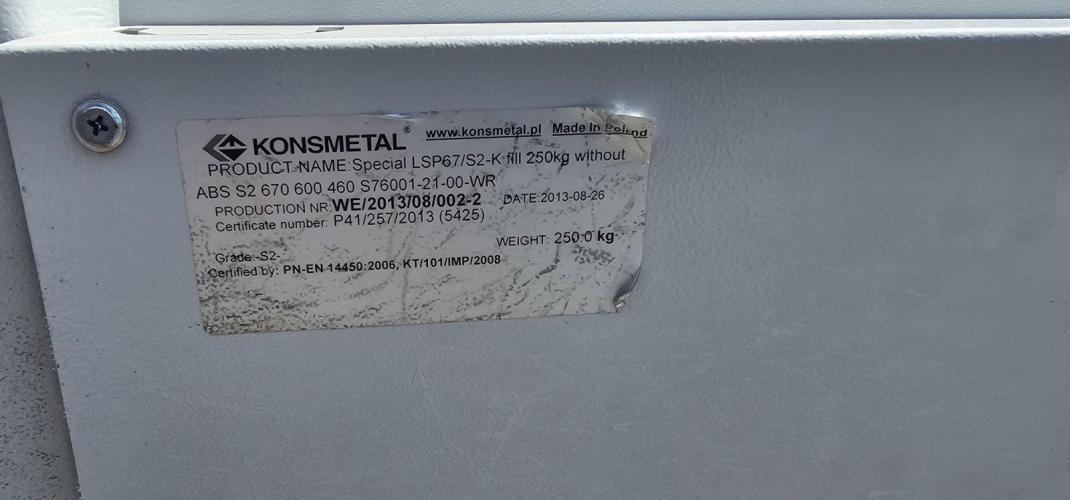 KONSMETAL® www.konsmetal.pl Made In Poland
PRODUCT NAME:Special LSP67/S2-K fill 250kg without
ABS S2 670 600 460 S76001-21-00-WR
PRODUCTION NR:WE/2013/08/002-2 DATE:2013-08-26
Certificate number: P41/257/2013 (5425)
WEIGHT: 250.0 kg
Grade:-S2-
Certified by: PN-EN 14450:2006, KT/101/IMP/2008